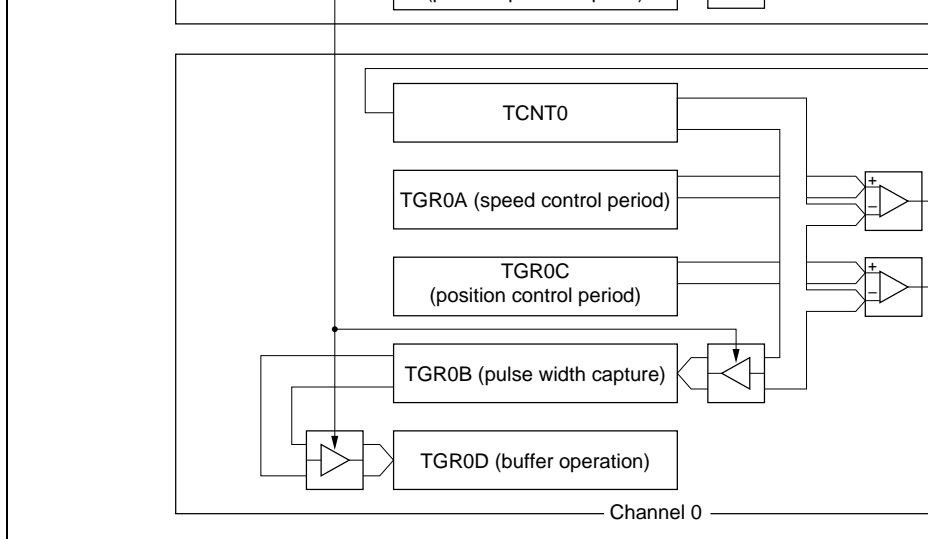 TCNT0
TGR0A (speed control period)
+
−
TGR0C
(position control period)
+
−
TGR0B (pulse width capture)
TGR0D (buffer operation)
Channel 0